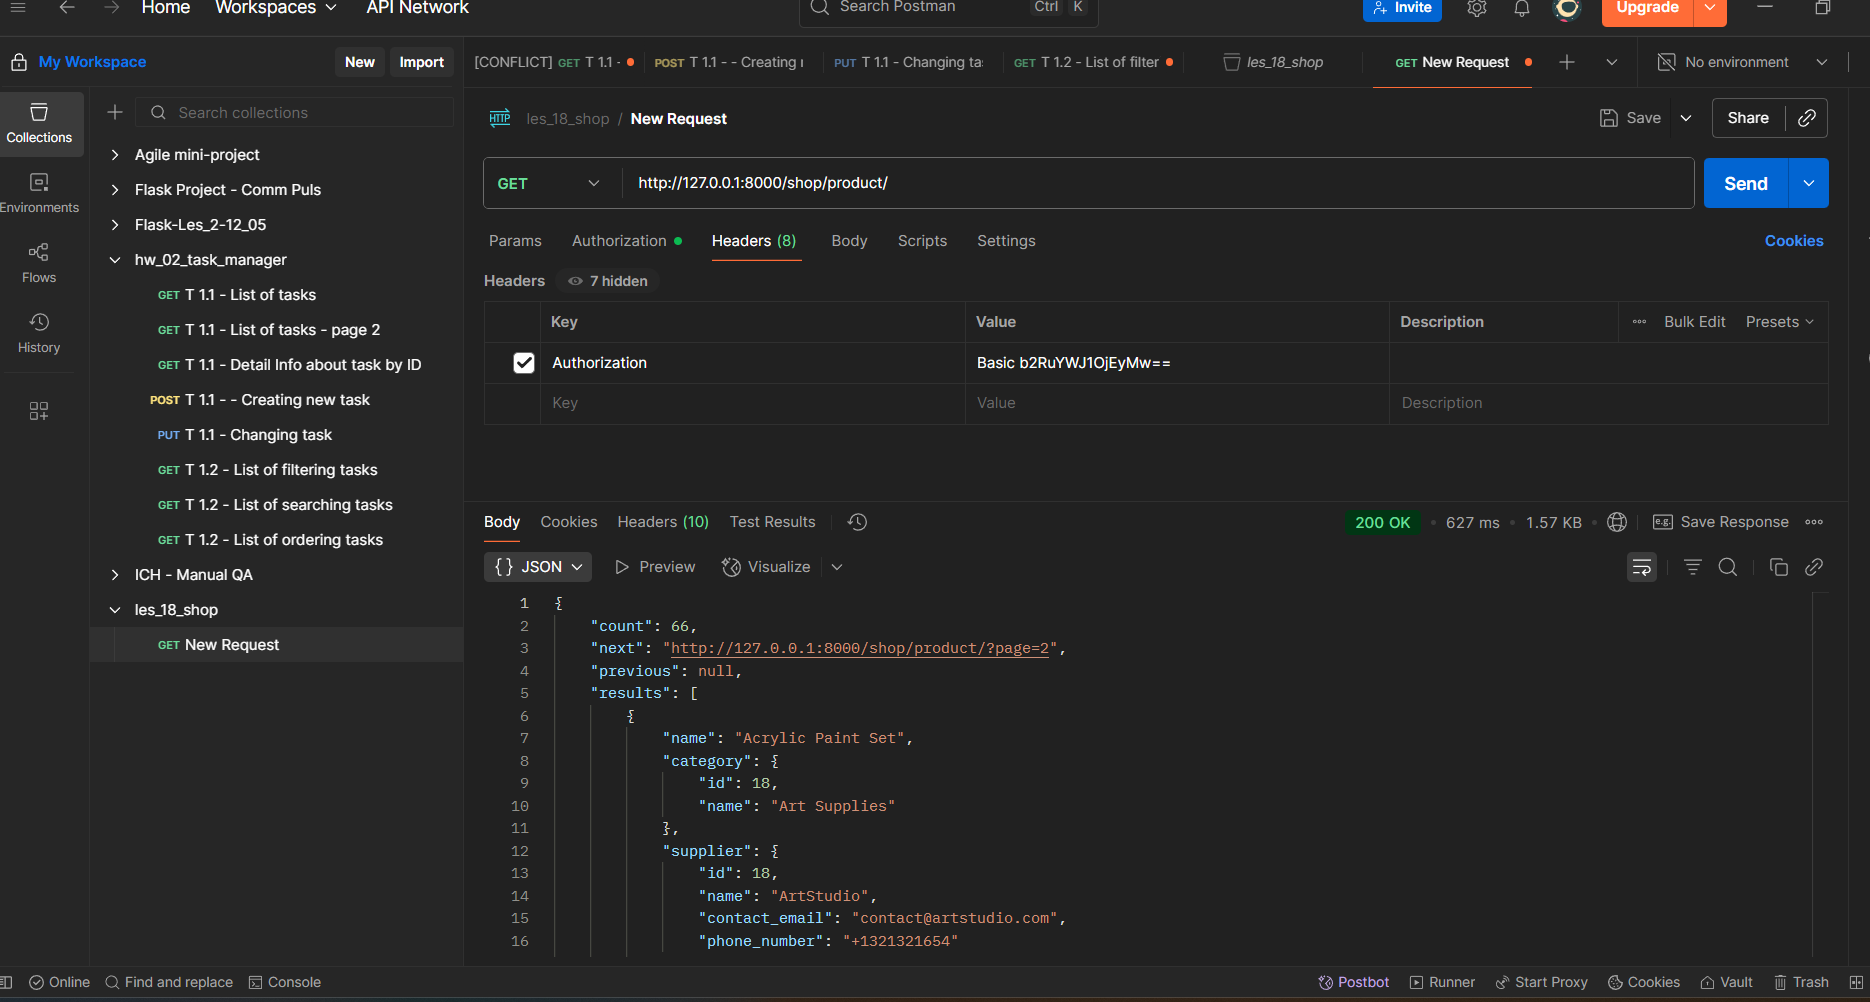 Home Workspaces API Network Search Postman Ctrl K Invite Upgrade
My Workspace New Import [CONFLICT] GET T 1.1 - POST T 1.1 - - Creating PUT T 1.1 - Changing ta GET T 1.2 - List of filter les_18_shop GET New Request No environment
Search collections
Collections
Environments
Flows
History
Agile mini-project
Flask Project - Comm Puls
Flask-Les_2-12_05
hw_02_task_manager
GET T 1.1 - List of tasks
GET T 1.1 - List of tasks - page 2
GET T 1.1 - Detail Info about task by ID
POST T 1.1 - - Creating new task
PUT T 1.1 - Changing task
GET T 1.2 - List of filtering tasks
GET T 1.2 - List of searching tasks
GET T 1.2 - List of ordering tasks
ICH - Manual QA
les_18_shop
GET New Request
HTTP les_18_shop / New Request Save Share
GET http://127.0.0.1:8000/shop/product/ Send
Params Authorization Headers (8) Body Scripts Settings Cookies
Headers 7 hidden
Key Value Description Bulk Edit Presets
Authorization Basic b2RuYWJ1OjEyMw==
Key Value Description
Body Cookies Headers (10) Test Results 200 OK 627 ms 1.57 KB e.g. Save Response
{} JSON Preview Visualize
1 {
2 "count": 66,
3 "next": "http://127.0.0.1:8000/shop/product/?page=2",
4 "previous": null,
5 "results": [
6 {
7 "name": "Acrylic Paint Set",
8 "category": {
9 "id": 18,
10 "name": "Art Supplies"
11 },
12 "supplier": {
13 "id": 18,
14 "name": "ArtStudio",
15 "contact_email": "contact@artstudio.com",
16 "phone_number": "+1321321654"
Online Find and replace Console Postbot Runner Start Proxy Cookies Vault Trash